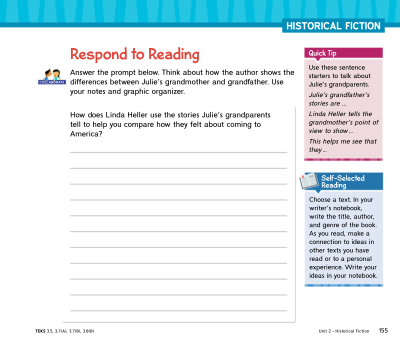 HISTORICAL FICTION
Respond to Reading
COLLABORATE
Answer the prompt below. Think about how the author shows the
differences between Julie's grandmother and grandfather. Use
your notes and graphic organizer.
How does Linda Heller use the stories Julie's grandparents
tell to help you compare how they felt about coming to
America?
Quick Tip
Use these sentence
starters to talk about
Julie's grandparents.
Julie's grandfather's
stories are ...
Linda Heller tells the
grandmother's point of
view to show ...
This helps me see that
they ...
Self-Selected
Reading
Choose a text. In your
writer's notebook,
write the title, author,
and genre of the book.
As you read, make a
connection to ideas in
other texts you have
read or to a personal
experience. Write your
ideas in your notebook.
TEKS 3.5, 3.7(A), 3.7(B), 3.8(B)
Unit 2 - Historical Fiction 155